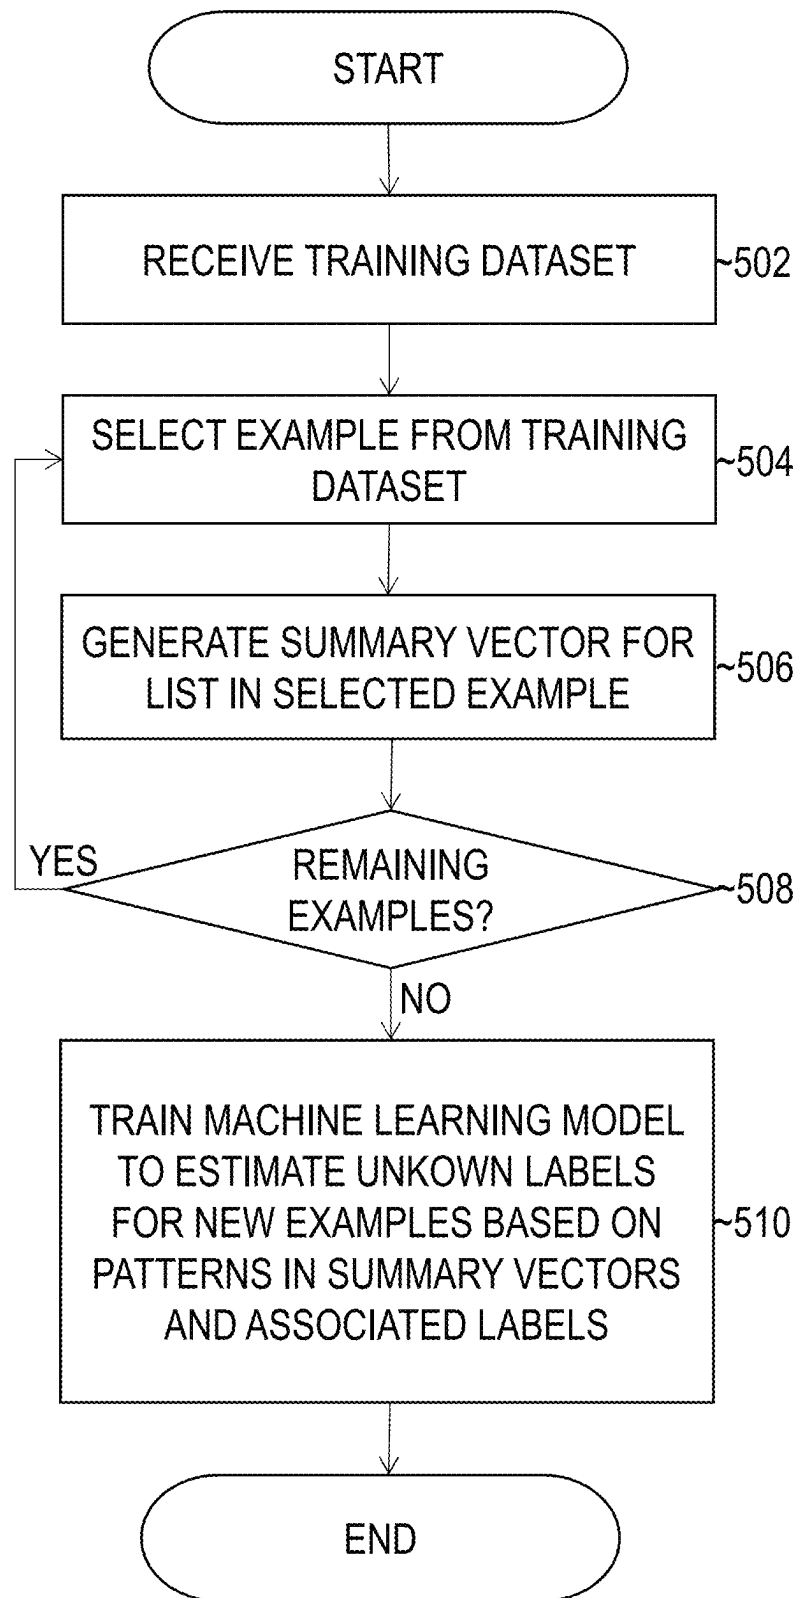 START
RECEIVE TRAINING DATASET
~502
SELECT EXAMPLE FROM TRAINING
DATASET
~504
GENERATE SUMMARY VECTOR FOR
LIST IN SELECTED EXAMPLE
~506
YES
REMAINING
EXAMPLES?
~508
NO
TRAIN MACHINE LEARNING MODEL
TO ESTIMATE UNKOWN LABELS
FOR NEW EXAMPLES BASED ON
PATTERNS IN SUMMARY VECTORS
AND ASSOCIATED LABELS
~510
END